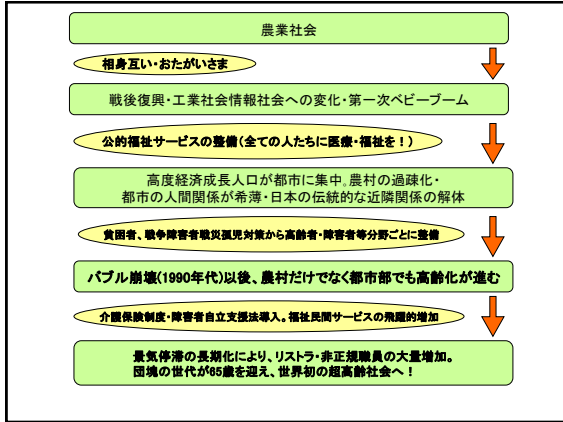 農業社会
相身互い・おたがいさま
戦後復興・工業社会情報社会への変化・第一次ベビーブーム
公的福祉サービスの整備(全ての人たちに医療・福祉を!)
高度経済成長人口が都市に集中。農村の過疎化・
都市の人間関係が希薄・日本の伝統的な近隣関係の解体
貧困者、戦争障害者戦災孤児対策から高齢者・障害者等分野ごとに整備
バブル崩壊(1990年代)以後、農村だけでなく都市部でも高齢化が進む
介護保険制度・障害者自立支援法導入。福祉民間サービスの飛躍的増加
景気停滞の長期化により、リストラ・非正規職員の大量増加。
団塊の世代が65歳を迎え、世界初の超高齢社会へ!